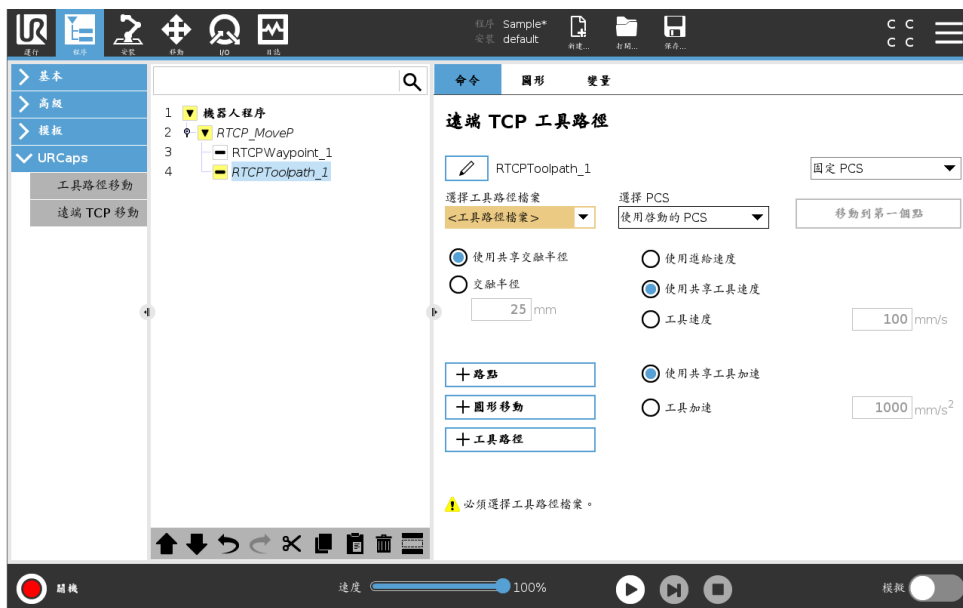 程序 Sample*
安裝 default
運行 程序 安裝 移動 I/O 日誌 新建... 打開... 保存...
C C
C C
基本
高級
模板
URCaps
工具路徑移動
遠端 TCP 移動
1 機器人程序
2 RTCP_MoveP
3 RTCPWaypoint_1
4 RTCPToolpath_1
命令 圖形 變量
遠端 TCP 工具路徑
RTCPToolpath_1 固定 PCS
選擇工具路徑檔案 選擇 PCS
<工具路徑檔案> 使用啓動的 PCS 移動到第一個點
使用共享交融半徑 使用進給速度
交融半徑 使用共享工具速度
25 mm 工具速度 100 mm/s
路點 使用共享工具加速
圓形移動 工具加速 1000 mm/s²
工具路徑
必須選擇工具路徑檔案。
關機 速度 100% 模擬